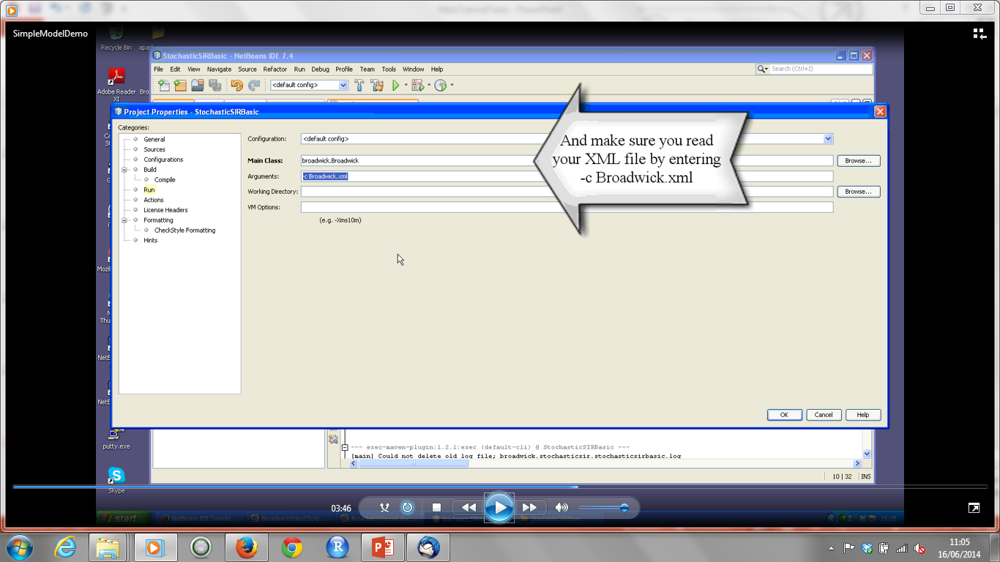 SimpleModelDemo
Recycle Bin
Adobe Reader
XI
StochasticSIRBasic - NetBeans IDE 7.4
File Edit View Navigate Source Refactor Run Debug Profile Team Tools Window Help
Search (Ctrl+I)
<default config>
Project Properties - StochasticSIRBasic
Categories:
General
Sources
Configurations
Build
Compile
Run
Actions
License Headers
Formatting
CheckStyle Formatting
Hints
Configuration: <default config>
Main Class: broadwick.Broadwick Browse...
Arguments: -c Broadwick.xml
Working Directory: Browse...
VM Options:
(e.g. -Xms10m)
And make sure you read
your XML file by entering
-c Broadwick.xml
OK Cancel Help
--- exec-maven-plugin:1.2.1:exec (default-cli) @ StochasticSIRBasic ---
[main] Could not delete old log file; broadwick.stochasticsir.stochasticsirbasic.log
10 | 32 INS
putty.exe
Skype
03:46
start
15:25
11:05
16/06/2014